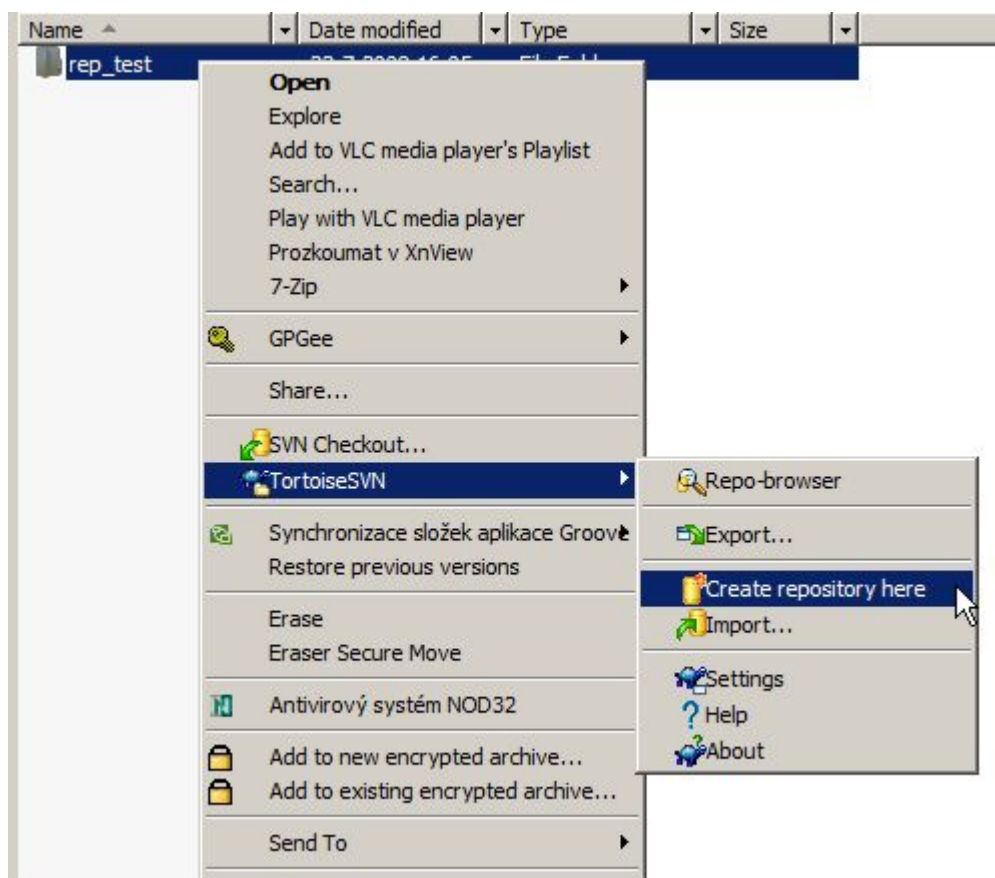 Name Date modified Type Size
rep_test
Open
Explore
Add to VLC media player's Playlist
Search...
Play with VLC media player
Prozkoumat v XnView
7-Zip
GPGee
Share...
SVN Checkout...
TortoiseSVN
Synchronizace složek aplikace Groove
Restore previous versions
Erase
Eraser Secure Move
Antivirový systém NOD32
Add to new encrypted archive...
Add to existing encrypted archive...
Send To
Repo-browser
Export...
Create repository here
Import...
Settings
Help
About